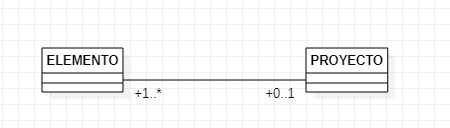 ELEMENTO
PROYECTO
+1..*
+0..1